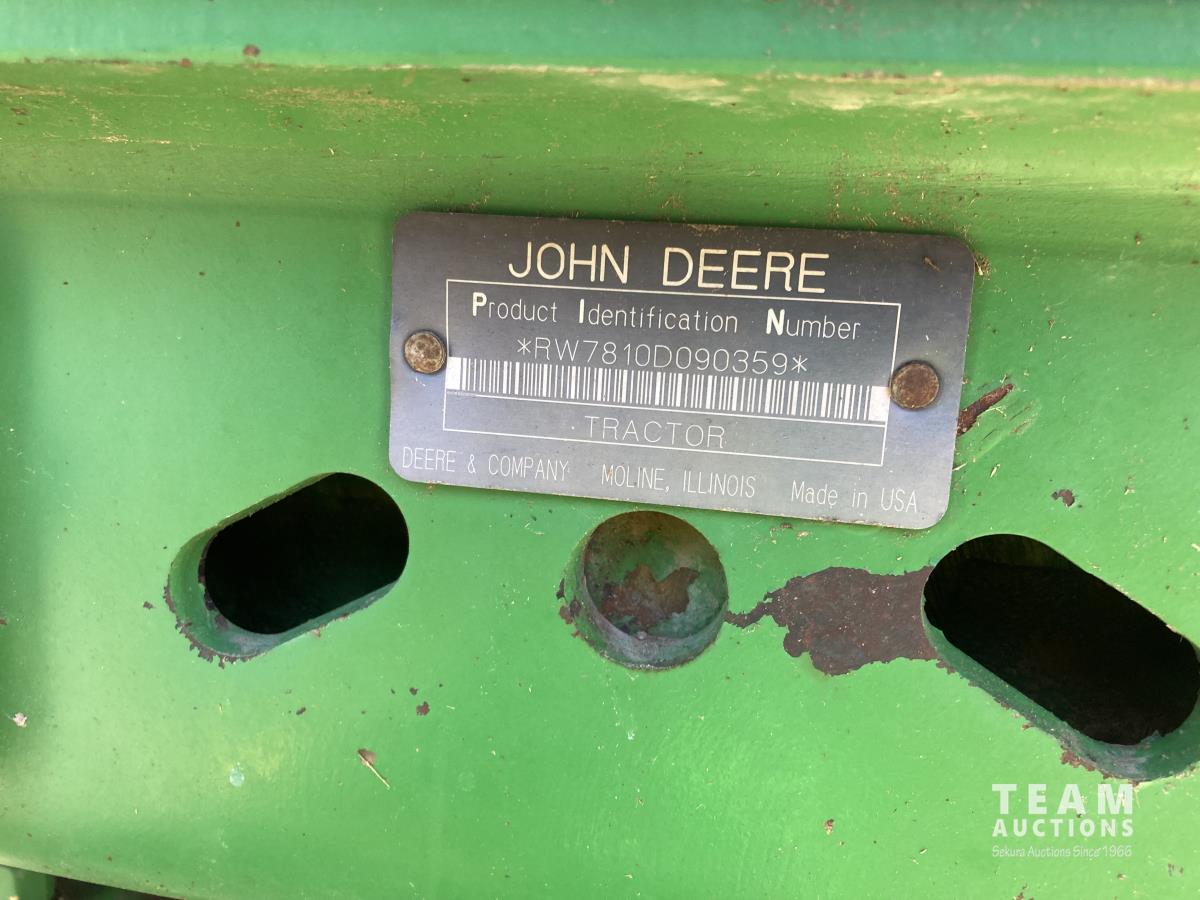 JOHN DEERE
Product Identification Number
*RW7810D090359*
TRACTOR
DEERE & COMPANY MOLINE, ILLINOIS Made in USA
TEAM
AUCTIONS
Sekura Auctions Since 1966